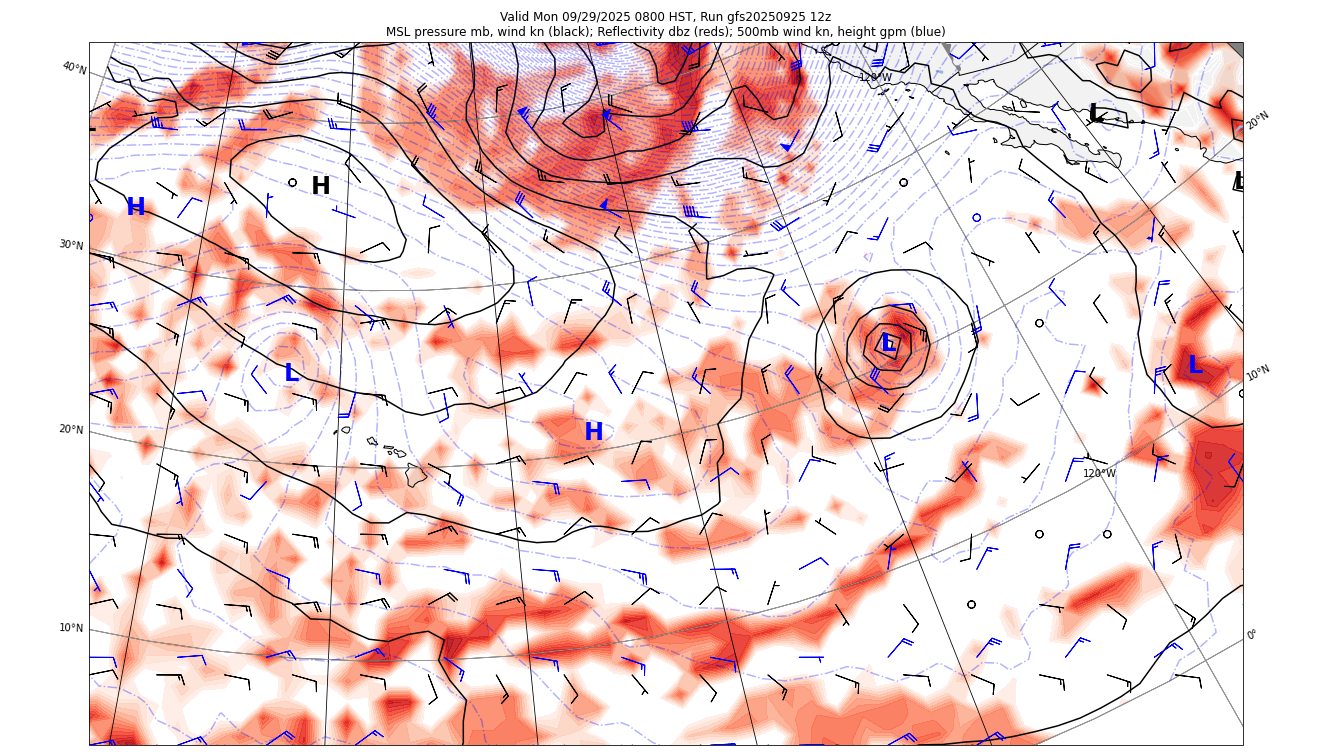 Valid Mon 09/29/2025 0800 HST, Run gfs20250925 12z
MSL pressure mb, wind kn (black); Reflectivity dbz (reds); 500mb wind kn, height gpm (blue)
40°N
120°W
L
20°N
H
L
H
30°N
L
L
L
10°N
20°N
H
120°W
10°N
0°